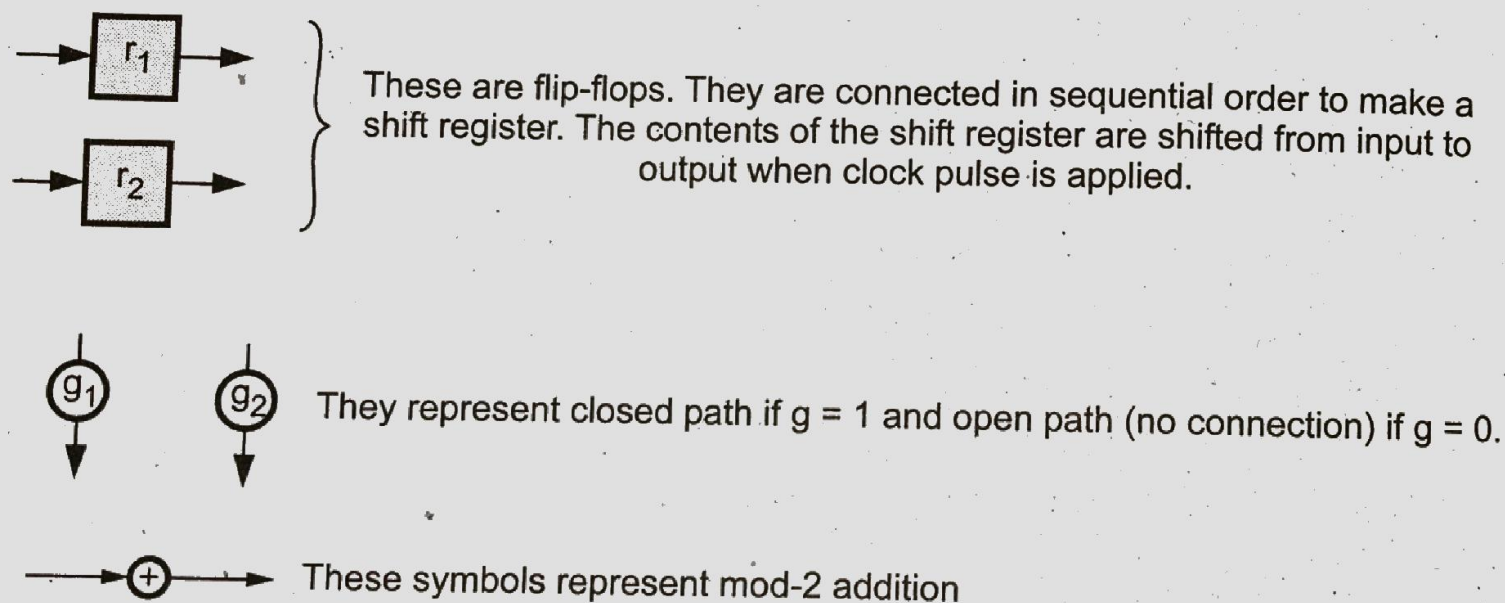 r1
These are flip-flops. They are connected in sequential order to make a
shift register. The contents of the shift register are shifted from input to
output when clock pulse is applied.
r2
g1 g2 They represent closed path if g = 1 and open path (no connection) if g = 0.
+ These symbols represent mod-2 addition